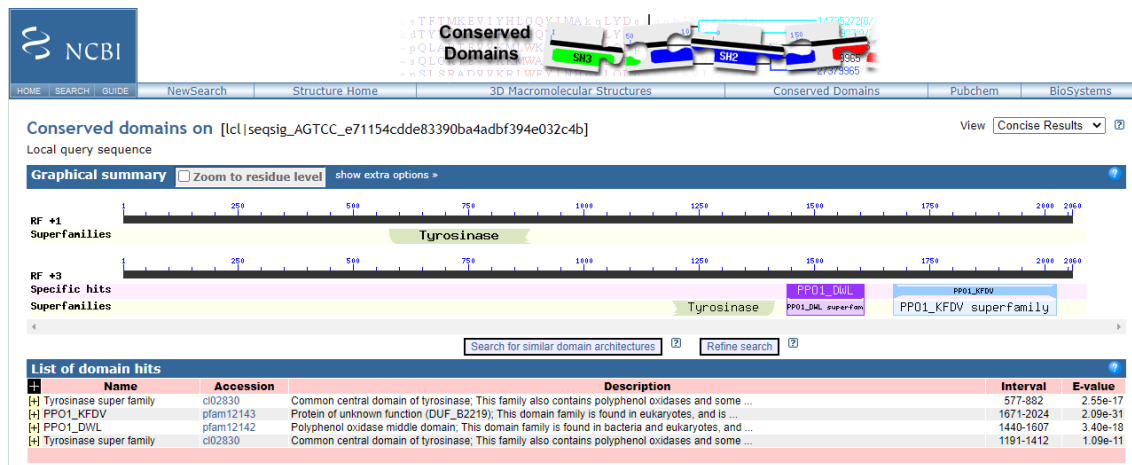 NCBI
Conserved
Domains
SH3
SH2
HOME SEARCH GUIDE NewSearch Structure Home 3D Macromolecular Structures Conserved Domains Pubchem BioSystems
Conserved domains on [lcl|seqsig_AGTCC_e71154cdde83390ba4adbf394e032c4b]
View Concise Results ?
Local query sequence
Graphical summary Zoom to residue level show extra options » ?
1 250 500 750 1000 1250 1500 1750 2000 2060
RF +1
Superfamilies Tyrosinase
1 250 500 750 1000 1250 1500 1750 2000 2060
RF +3
Specific hits PPO1_DWL PPO1_KFDV
Superfamilies Tyrosinase PPO1_DWL superfam PPO1_KFDV superfamily
Search for similar domain architectures ? Refine search ?
List of domain hits ?
+ Name Accession Description Interval E-value
[+] Tyrosinase super family cl02830 Common central domain of tyrosinase; This family also contains polyphenol oxidases and some ... 577-882 2.55e-17
[+] PPO1_KFDV pfam12143 Protein of unknown function (DUF_B2219); This domain family is found in eukaryotes, and is ... 1671-2024 2.09e-31
[+] PPO1_DWL pfam12142 Polyphenol oxidase middle domain; This domain family is found in bacteria and eukaryotes, and ... 1440-1607 3.40e-18
[+] Tyrosinase super family cl02830 Common central domain of tyrosinase; This family also contains polyphenol oxidases and some ... 1191-1412 1.09e-11